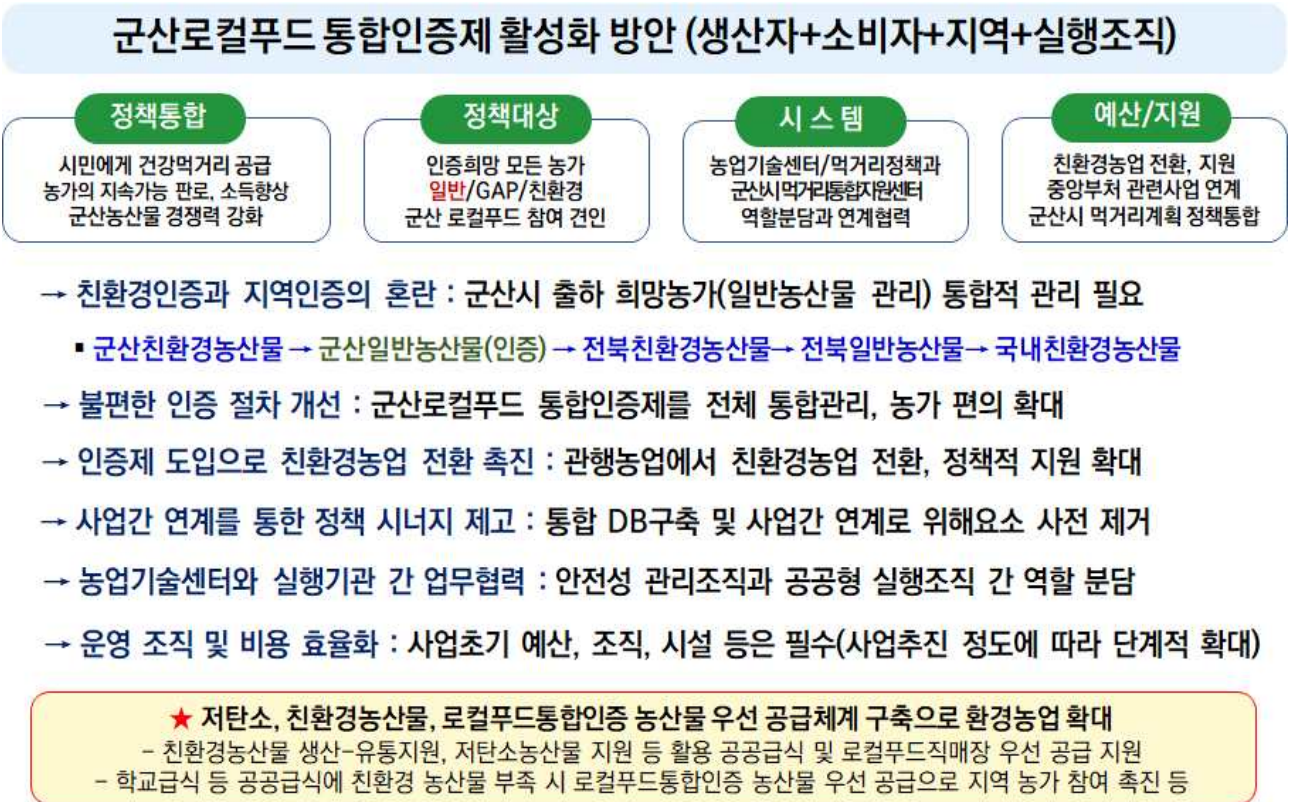 군산로컬푸드 통합인증제 활성화 방안 (생산자+소비자+지역+실행조직)
정책통합
시민에게 건강먹거리 공급
농가의 지속가능 판로, 소득향상
군산농산물 경쟁력 강화
정책대상
인증희망 모든 농가
일반/GAP/친환경
군산 로컬푸드 참여 견인
시 스 템
농업기술센터/먹거리정책과
군산시먹거리통합지원센터
역할분담과 연계협력
예산/지원
친환경농업 전환, 지원
중앙부처 관련사업 연계
군산시 먹거리계획 정책통합
→ 친환경인증과 지역인증의 혼란 : 군산시 출하 희망농가(일반농산물 관리) 통합적 관리 필요
▪ 군산친환경농산물 → 군산일반농산물(인증) → 전북친환경농산물→ 전북일반농산물→ 국내친환경농산물
→ 불편한 인증 절차 개선 : 군산로컬푸드 통합인증제를 전체 통합관리, 농가 편의 확대
→ 인증제 도입으로 친환경농업 전환 촉진 : 관행농업에서 친환경농업 전환, 정책적 지원 확대
→ 사업간 연계를 통한 정책 시너지 제고 : 통합 DB구축 및 사업간 연계로 위해요소 사전 제거
→ 농업기술센터와 실행기관 간 업무협력 : 안전성 관리조직과 공공형 실행조직 간 역할 분담
→ 운영 조직 및 비용 효율화 : 사업초기 예산, 조직, 시설 등은 필수(사업추진 정도에 따라 단계적 확대)
★ 저탄소, 친환경농산물, 로컬푸드통합인증 농산물 우선 공급체계 구축으로 환경농업 확대
- 친환경농산물 생산-유통지원, 저탄소농산물 지원 등 활용 공공급식 및 로컬푸드직매장 우선 공급 지원
- 학교급식 등 공공급식에 친환경 농산물 부족 시 로컬푸드통합인증 농산물 우선 공급으로 지역 농가 참여 촉진 등